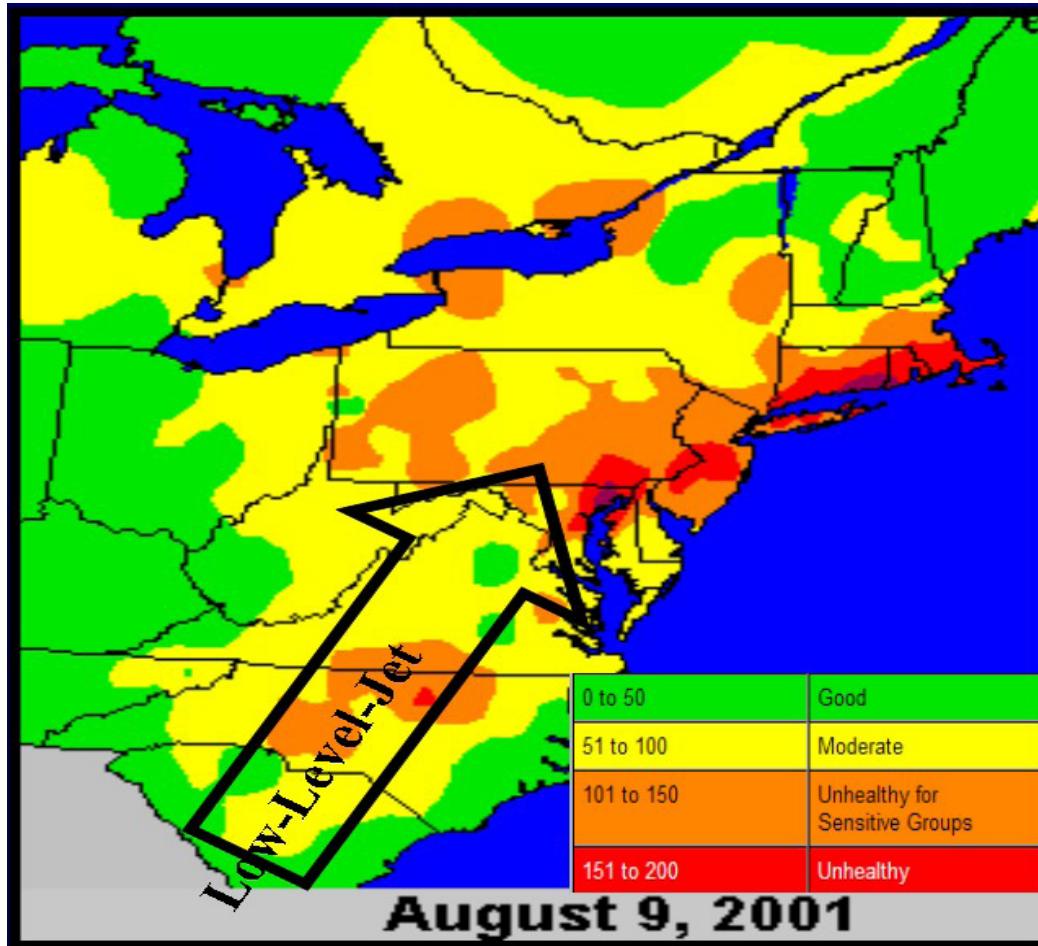 Low-Level-Jet
0 to 50 Good
51 to 100 Moderate
101 to 150 Unhealthy for
Sensitive Groups
151 to 200 Unhealthy
August 9, 2001